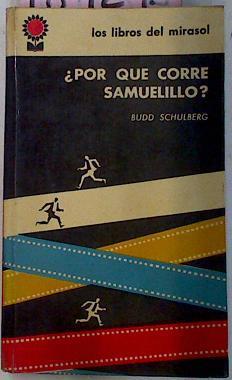 los libros del mirasol
¿POR QUE CORRE
SAMUELILLO?
BUDD SCHULBERG